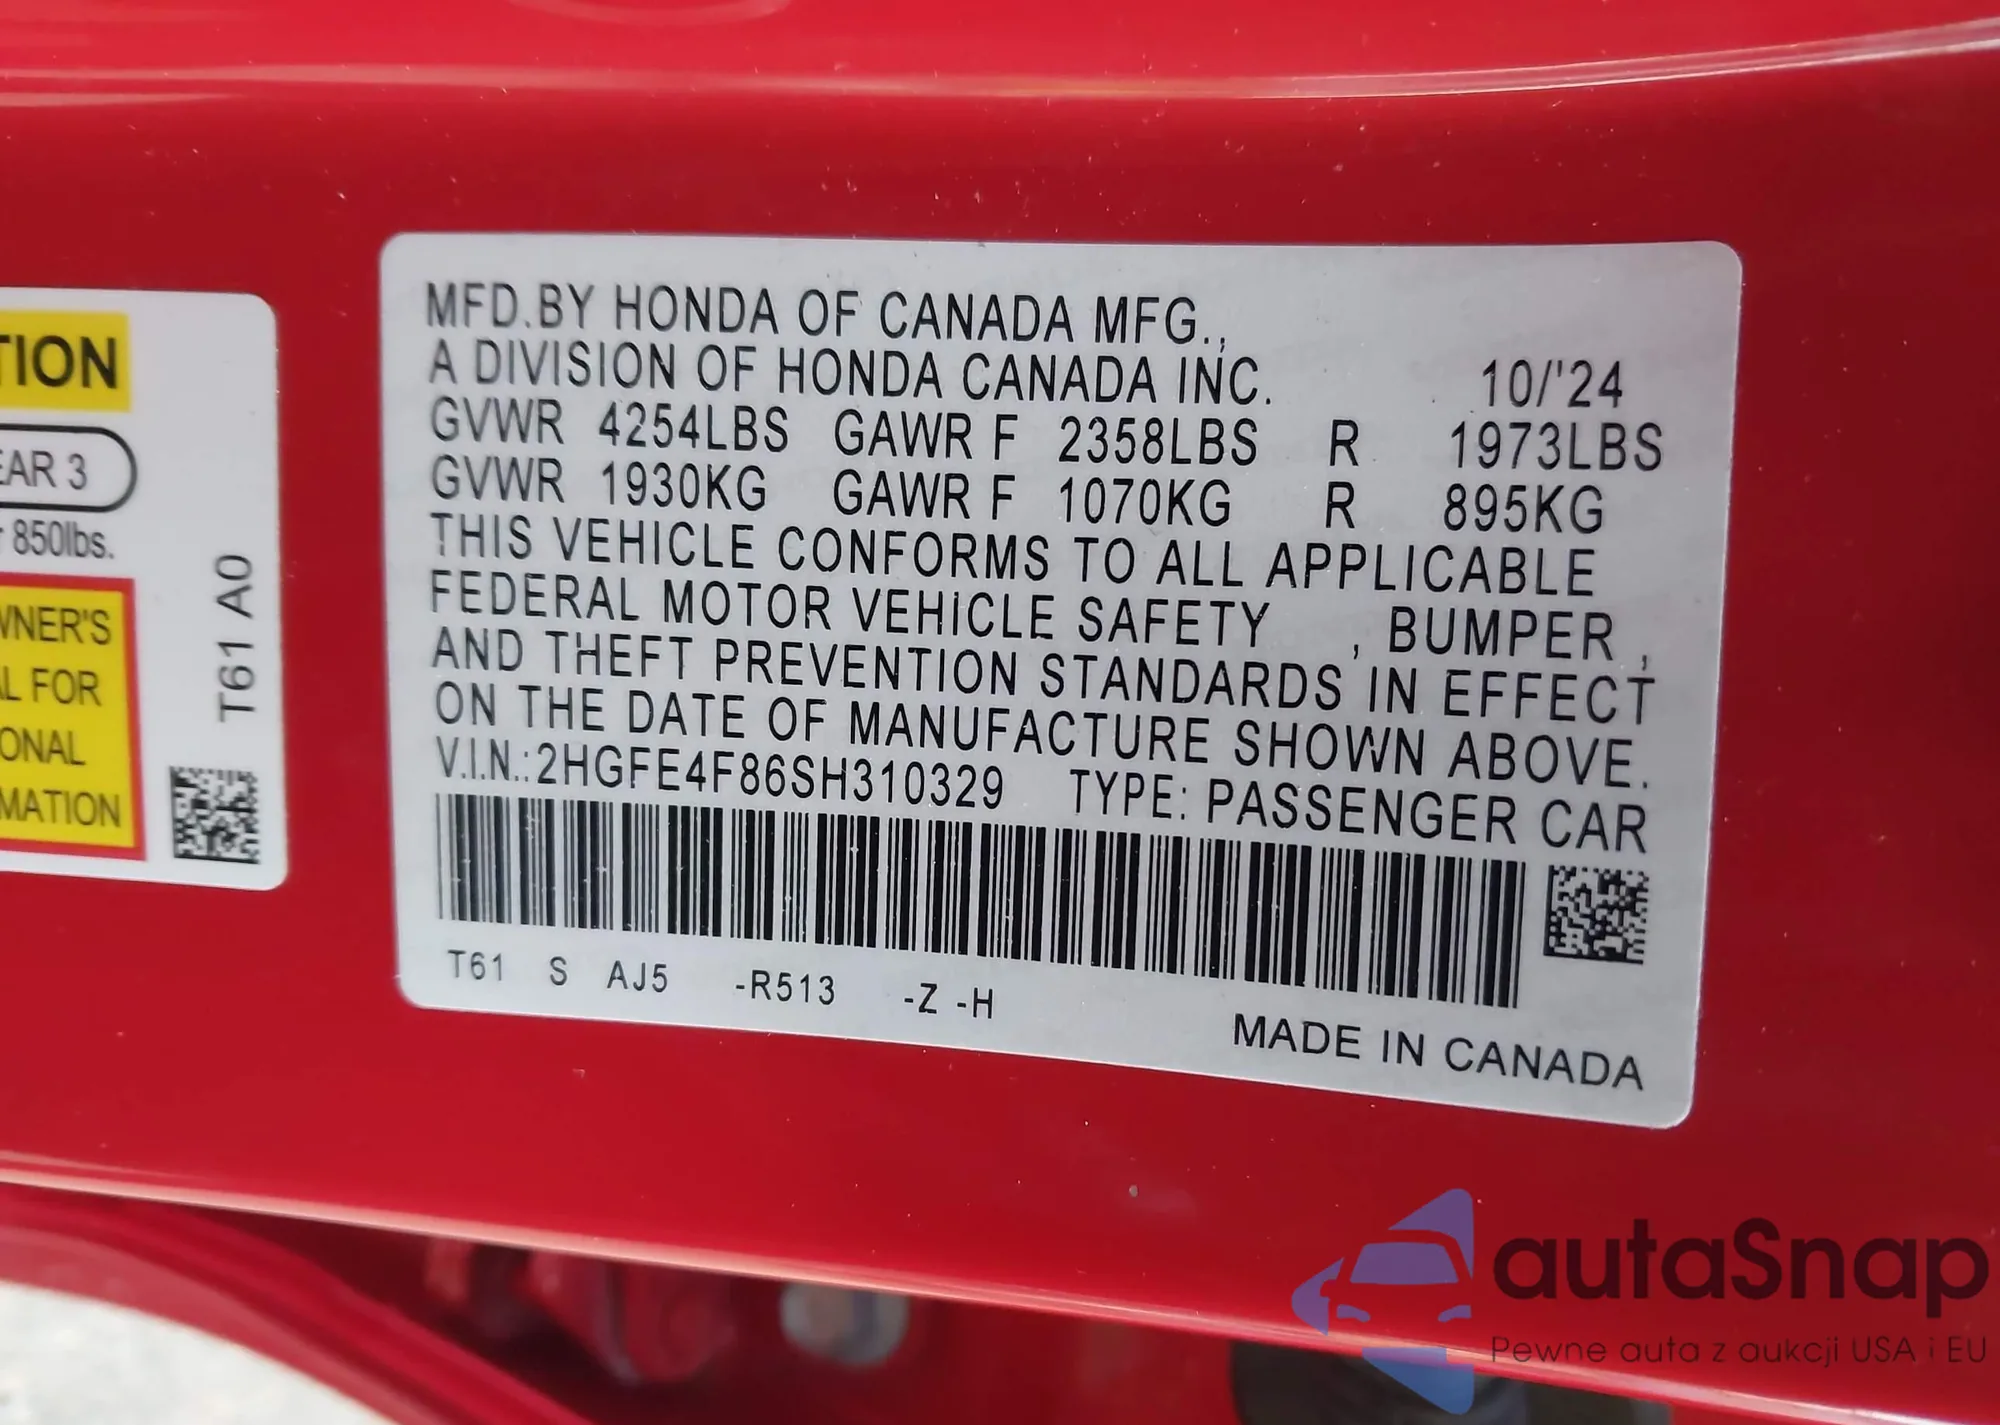 TION
EAR 3
850lbs.
WNER'S
L FOR
ONAL
MATION
T61 A0
MFD.BY HONDA OF CANADA MFG.,
A DIVISION OF HONDA CANADA INC. 10/'24
GVWR 4254LBS GAWR F 2358LBS R 1973LBS
GVWR 1930KG GAWR F 1070KG R 895KG
THIS VEHICLE CONFORMS TO ALL APPLICABLE
FEDERAL MOTOR VEHICLE SAFETY , BUMPER ,
AND THEFT PREVENTION STANDARDS IN EFFECT
ON THE DATE OF MANUFACTURE SHOWN ABOVE.
V.I.N.:2HGFE4F86SH310329 TYPE: PASSENGER CAR
T61 S AJ5 -R513 -Z -H
MADE IN CANADA
autaSnap
Pewne auta z aukcji USA i EU